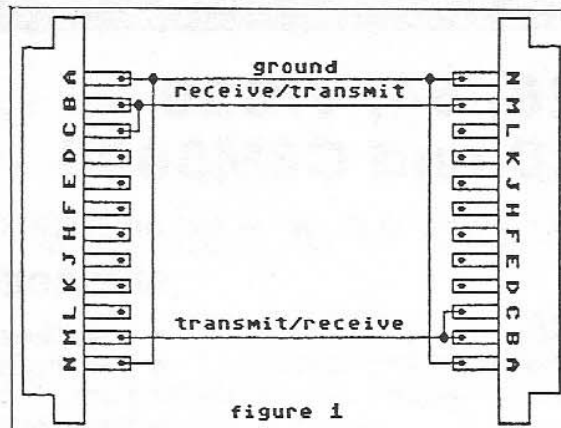 ground
receive/transmit
A
B
C
D
E
F
H
J
K
L
M
N
N
M
L
K
J
H
F
E
D
C
B
A
transmit/receive
figure 1